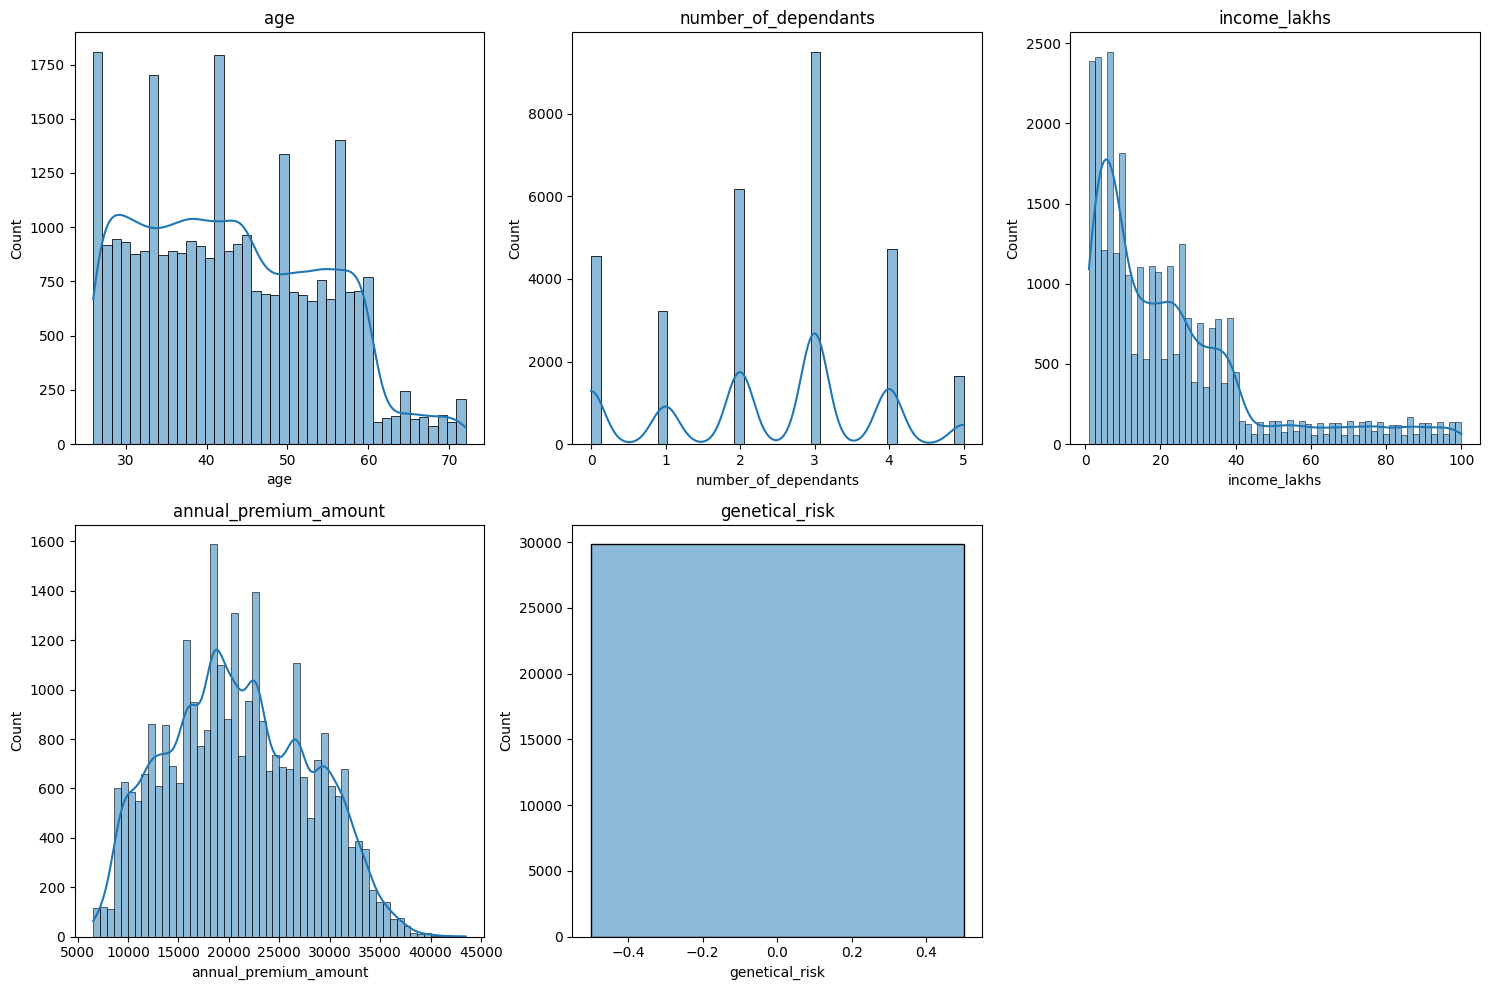 age
1750
1500
1250
1000
750
500
250
0
Count
30 40 50 60 70
age
number_of_dependants
8000
6000
4000
2000
0
Count
0 1 2 3 4 5
number_of_dependants
income_lakhs
2500
2000
1500
1000
500
0
Count
0 20 40 60 80 100
income_lakhs
annual_premium_amount
1600
1400
1200
1000
800
600
400
200
0
Count
5000 10000 15000 20000 25000 30000 35000 40000 45000
annual_premium_amount
genetical_risk
30000
25000
20000
15000
10000
5000
0
Count
−0.4 −0.2 0.0 0.2 0.4
genetical_risk